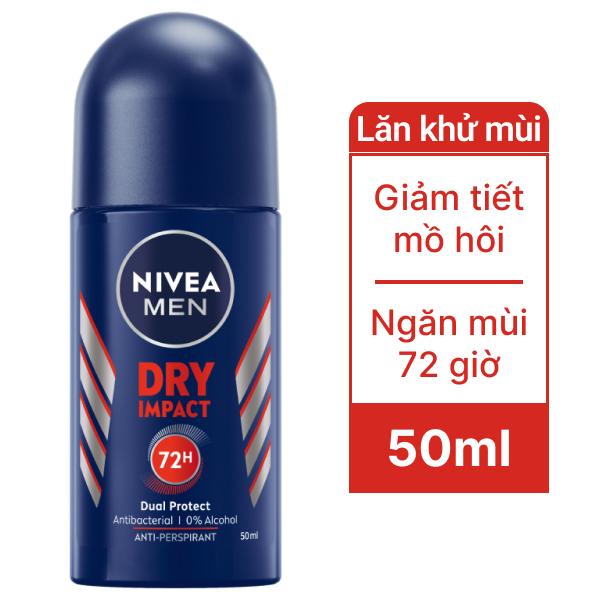 NIVEA
MEN
DRY
IMPACT
72H
Dual Protect
Antibacterial | 0% Alcohol
ANTI-PERSPIRANT
50ml
Lăn khử mùi
Giảm tiết
mồ hôi
Ngăn mùi
72 giờ
50ml